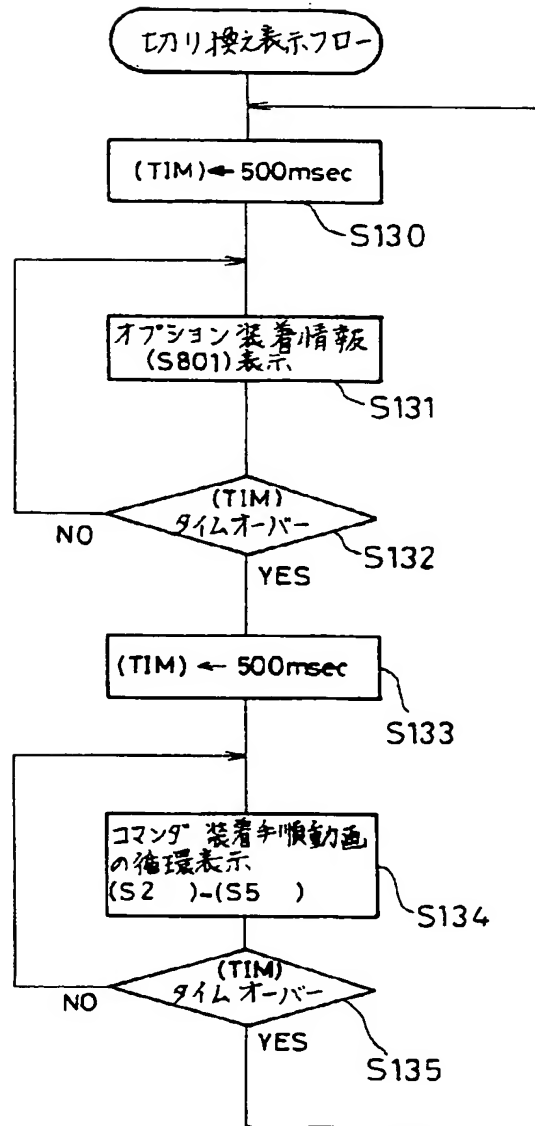 切り換え表示フロー
(TIM)←500msec
S130
オプション装着情報
(S801)表示
S131
(TIM)
タイムオーバー
NO
S132
YES
(TIM)←500msec
S133
コマンダ 装着手順動画
の循環表示
(S2 )-(S5 )
S134
(TIM)
タイムオーバー
NO
YES
S135